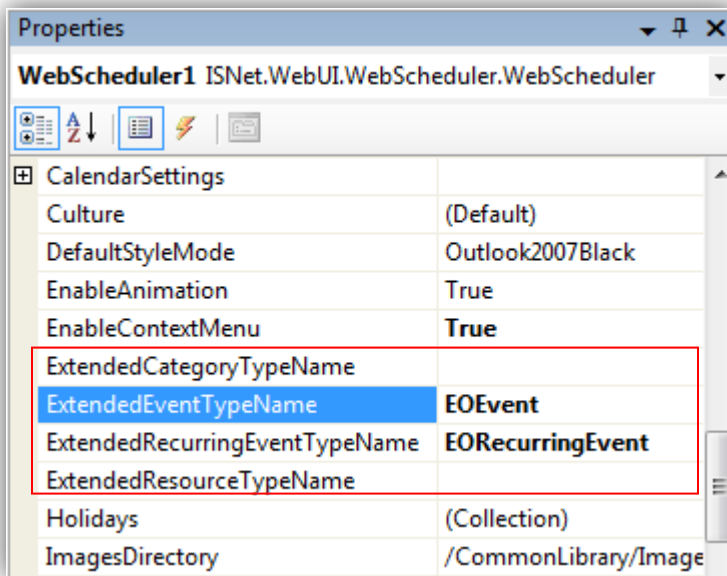 Properties
WebScheduler1 ISNet.WebUI.WebScheduler.WebScheduler
CalendarSettings
Culture (Default)
DefaultStyleMode Outlook2007Black
EnableAnimation True
EnableContextMenu True
ExtendedCategoryTypeName
ExtendedEventTypeName EOEvent
ExtendedRecurringEventTypeName EORecurringEvent
ExtendedResourceTypeName
Holidays (Collection)
ImagesDirectory /CommonLibrary/Image